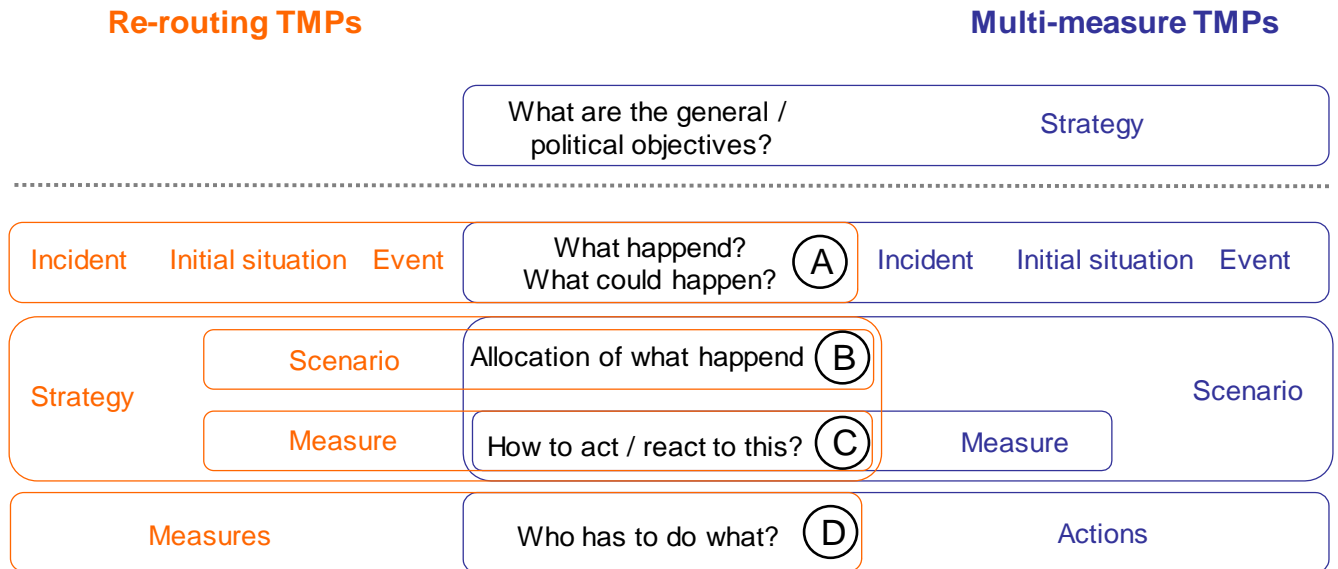 Re-routing TMPs
Multi-measure TMPs
What are the general /
political objectives?
Strategy
Incident Initial situation Event
What happend?
What could happen?
A
Incident Initial situation Event
Strategy
Scenario
Allocation of what happend
B
Scenario
Measure
How to act / react to this?
C
Measure
Measures
Who has to do what?
D
Actions